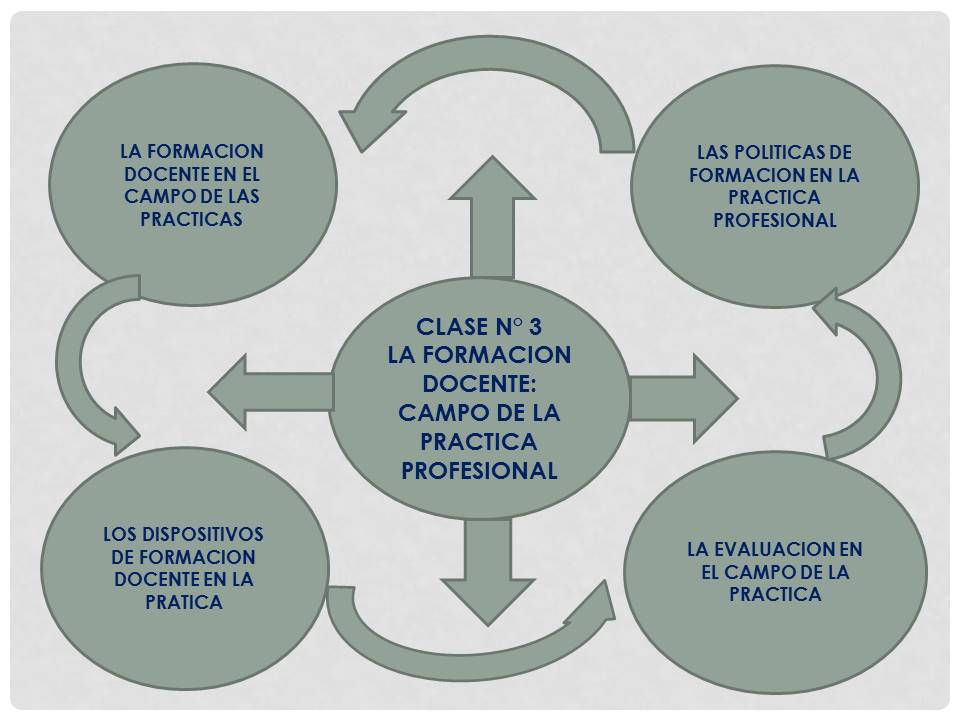 LA FORMACION
DOCENTE EN EL
CAMPO DE LAS
PRACTICAS
LAS POLITICAS DE
FORMACION EN LA
PRACTICA
PROFESIONAL
CLASE N° 3
LA FORMACION
DOCENTE:
CAMPO DE LA
PRACTICA
PROFESIONAL
LOS DISPOSITIVOS
DE FORMACION
DOCENTE EN LA
PRATICA
LA EVALUACION EN
EL CAMPO DE LA
PRACTICA